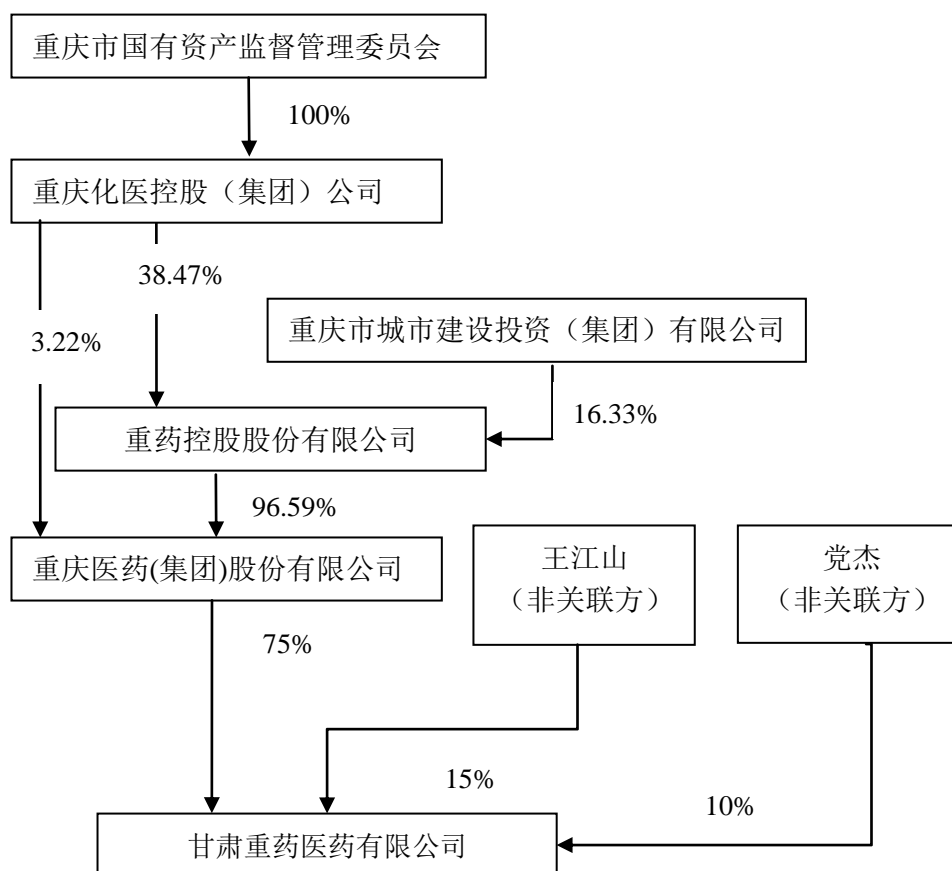 重庆市国有资产监督管理委员会
100%
重庆化医控股（集团）公司
38.47%
3.22%
重庆市城市建设投资（集团）有限公司
16.33%
重药控股股份有限公司
96.59%
重庆医药(集团)股份有限公司
王江山
（非关联方）
党杰
（非关联方）
75%
15%
10%
甘肃重药医药有限公司